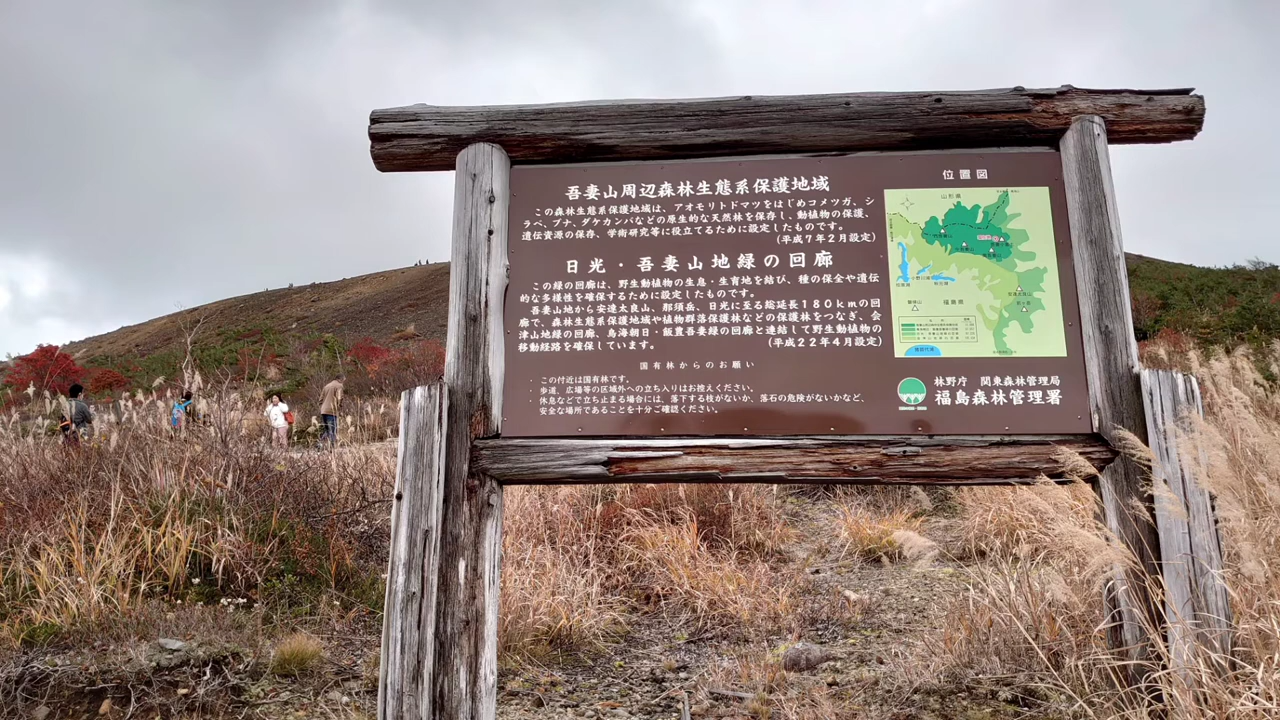 吾妻山周辺森林生態系保護地域
この森林生態系保護地域は、アオモリトドマツをはじめコメツガ、シ
ラベ、ブナ、ダケカンバなどの原生的な天然林を保存し、動植物の保護、
遺伝資源の保存、学術研究等に役立てるために設定したものです。
(平成7年2月設定)
日光・吾妻山地緑の回廊
この緑の回廊は、野生動植物の生息・生育地を結び、種の保全や遺伝
的な多様性を確保するために設定したものです。
吾妻山地から安達太良山、那須岳、日光に至る総延長180kmの回
廊で、森林生態系保護地域や植物群落保護林などの保護林をつなぎ、会
津山地緑の回廊、鳥海朝日・飯豊吾妻緑の回廊と連結して野生動植物の
移動経路を確保しています。
(平成22年4月設定)
国有林からのお願い
・この付近は国有林です。
・歩道、広場等の区域外への立ち入りはお控えください。
・休息などで立ち止まる場合には、落下する枝がないか、落石の危険がないかなど、
安全な場所であることを十分ご確認ください。
位置図
山形県
福島県
林野庁 関東森林管理局
福島森林管理署